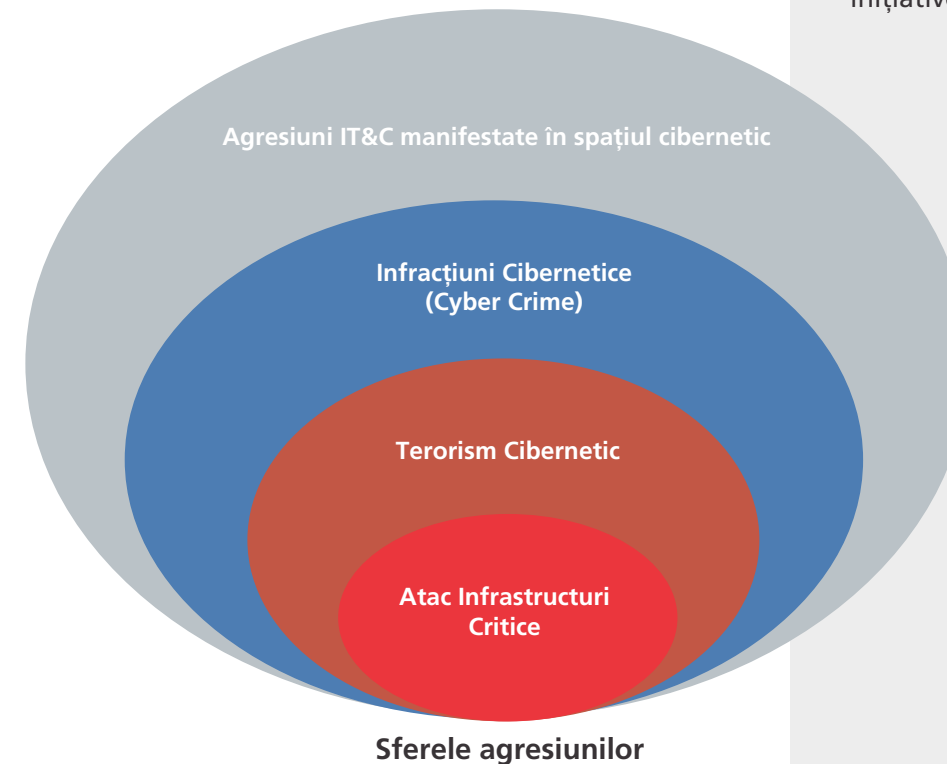 Agresiuni IT&C manifestate în spațiul cibernetic
Infracțiuni Cibernetice
(Cyber Crime)
Terorism Cibernetic
Atac Infrastructuri
Critice
Sferele agresiunilor